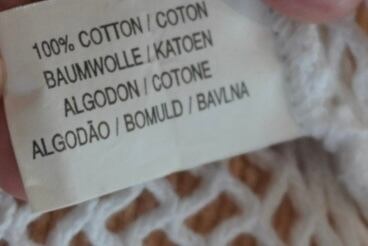 100% COTTON / COTON
BAUMWOLLE / KATOEN
ALGODON / COTONE
ALGODÃO / BOMULD / BAVLNA